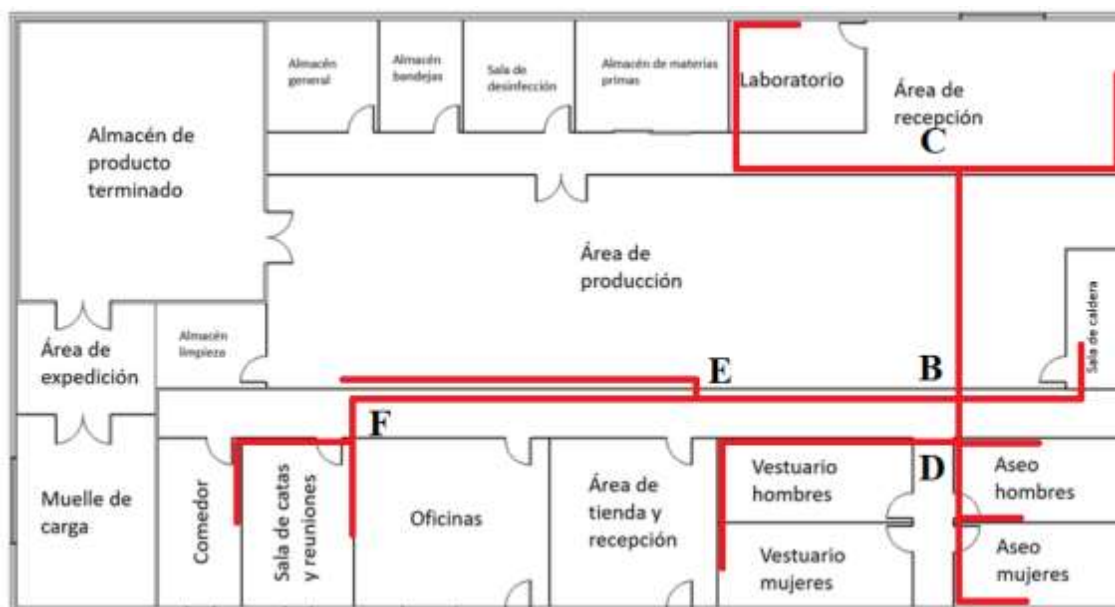 Almacén
general
Almacén
bandejas
Sala de
desinfección
Almacén de materias
primas
Laboratorio
Área de
recepción
C
Almacén de
producto
terminado
Área de
producción
Sala de caldera
Almacén
limpieza
Área de
expedición
E
B
F
D
Muelle de
carga
Comedor
Sala de catas
y reuniones
Oficinas
Área de
tienda y
recepción
Vestuario
hombres
Vestuario
mujeres
Aseo
hombres
Aseo
mujeres